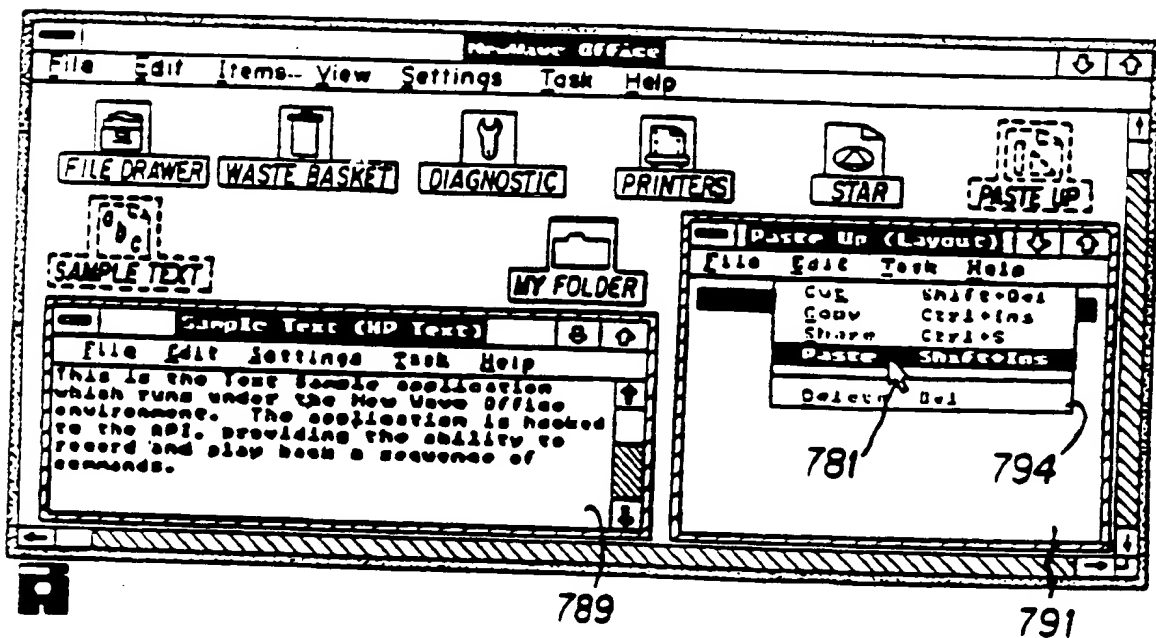 NewWave Office
File Edit Items-- View Settings Task Help
FILE DRAWER WASTE BASKET DIAGNOSTIC PRINTERS STAR PASTE UP
SAMPLE TEXT MY FOLDER
Paste Up (Layout)
File Edit Task Help
Cut Shift+Del
Copy Ctrl+Ins
Share Ctrl+S
Paste Shift+Ins
Delete Del
Sample Text (HP Text)
File Edit Settings Task Help
This is the Text Sample application
which runs under the New Wave Office
environment. The application is hooked
to the API, providing the ability to
record and play back a sequence of
commands.
abc
781 794
789 791